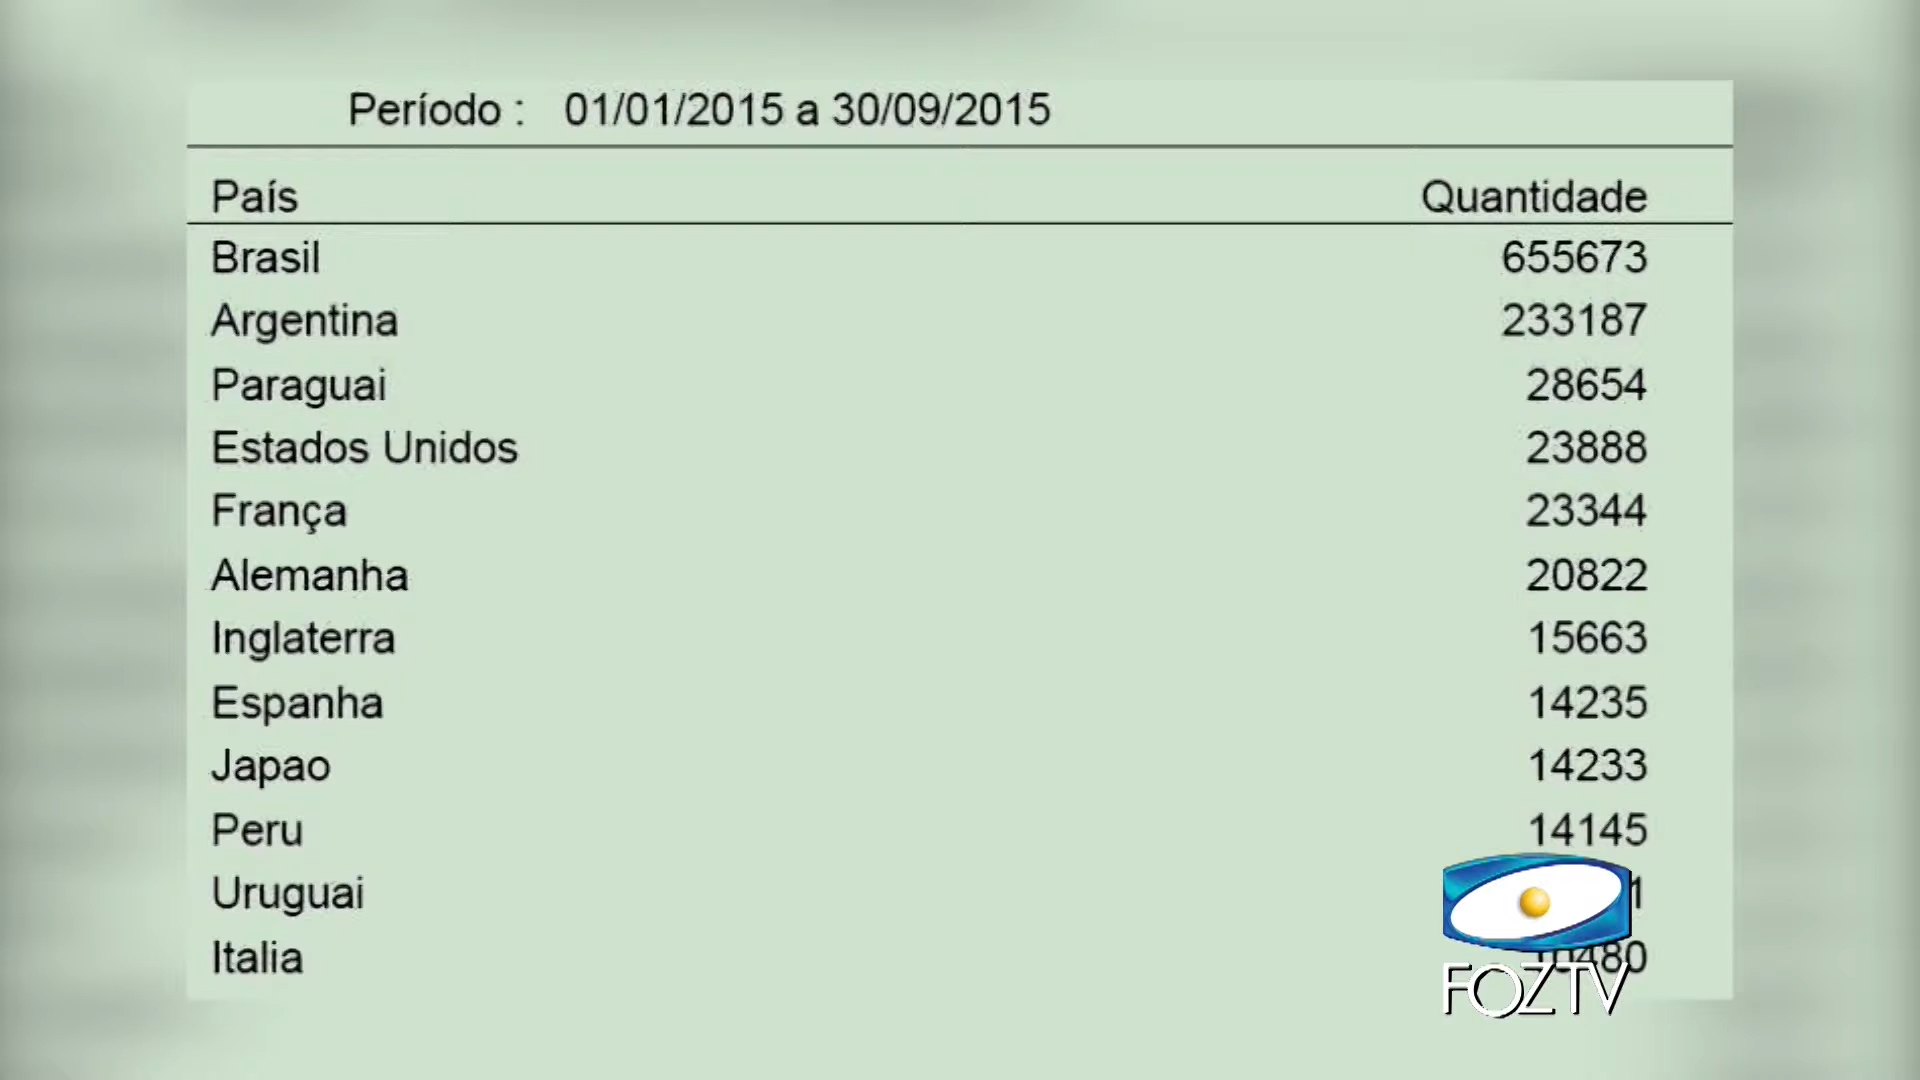 Período : 01/01/2015 a 30/09/2015
País Quantidade
Brasil 655673
Argentina 233187
Paraguai 28654
Estados Unidos 23888
França 23344
Alemanha 20822
Inglaterra 15663
Espanha 14235
Japao 14233
Peru 14145
Uruguai
Italia 10480
FOZTV